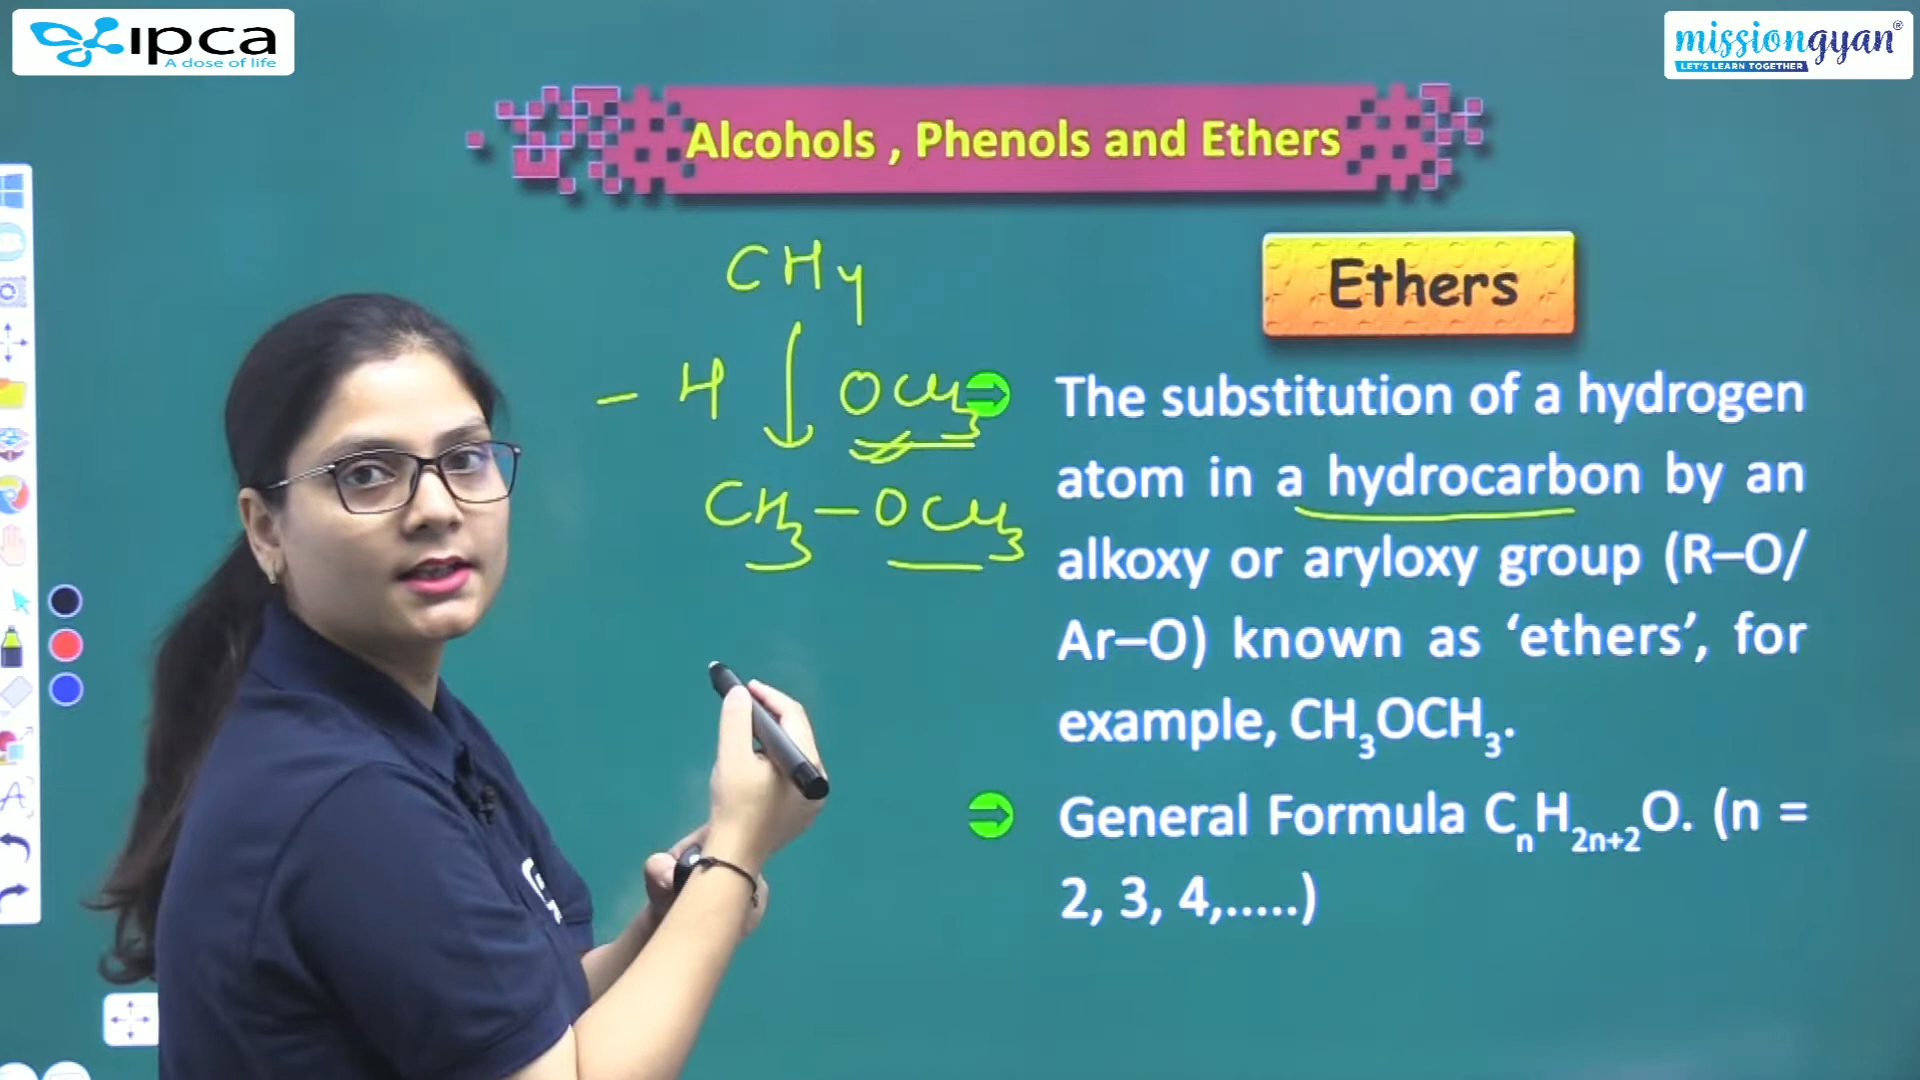 ipca
A dose of life
missiongyan®
LET'S LEARN TOGETHER
Alcohols , Phenols and Ethers
CH4
– H OCH3
CH3 – OCH3
Ethers
The substitution of a hydrogen
atom in a hydrocarbon by an
alkoxy or aryloxy group (R–O/
Ar–O) known as ‘ethers’, for
example, CH₃OCH₃.
General Formula CₙH₂ₙ₊₂O. (n =
2, 3, 4,.....)